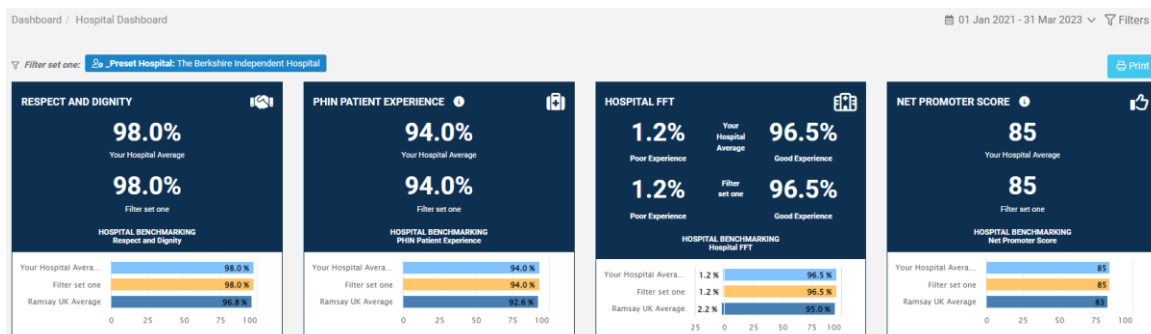 Dashboard / Hospital Dashboard
01 Jan 2021 - 31 Mar 2023
Filters
Filter set one:
_Preset Hospital: The Berkshire Independent Hospital
Print
RESPECT AND DIGNITY
98.0%
Your Hospital Average
98.0%
Filter set one
HOSPITAL BENCHMARKING
Respect and Dignity
Your Hospital Avera... 98.0 %
Filter set one 98.0 %
Ramsay UK Average 96.8 %
0 25 50 75 100
PHIN PATIENT EXPERIENCE
94.0%
Your Hospital Average
94.0%
Filter set one
HOSPITAL BENCHMARKING
PHIN Patient Experience
Your Hospital Avera... 94.0 %
Filter set one 94.0 %
Ramsay UK Average 92.6 %
0 25 50 75 100
HOSPITAL FFT
1.2% Your Hospital Average 96.5%
Poor Experience Good Experience
1.2% Filter set one 96.5%
Poor Experience Good Experience
HOSPITAL BENCHMARKING
Hospital FFT
Your Hospital Avera... 1.2 % 96.5 %
Filter set one 1.2 % 96.5 %
Ramsay UK Average 2.2 % 95.0 %
25 0 25 50 75 100
NET PROMOTER SCORE
85
Your Hospital Average
85
Filter set one
HOSPITAL BENCHMARKING
Net Promoter Score
Your Hospital Avera... 85
Filter set one 85
Ramsay UK Average 83
0 25 50 75 100